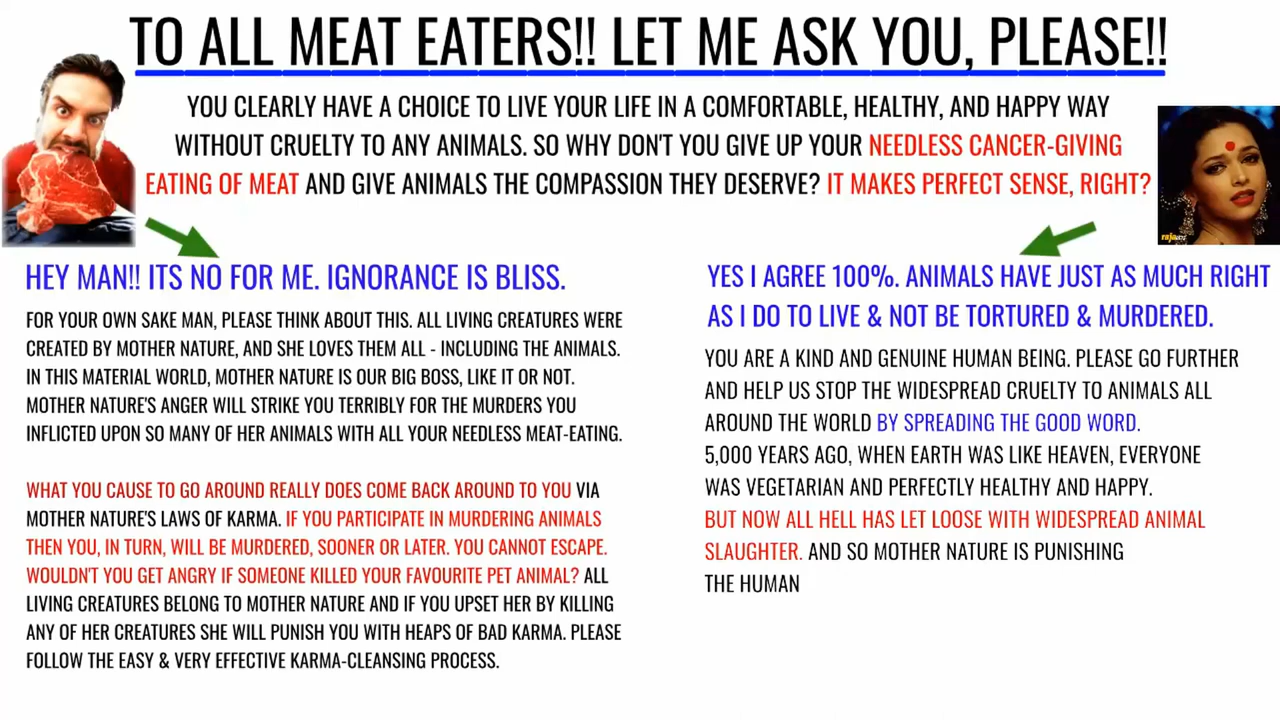 TO ALL MEAT EATERS!! LET ME ASK YOU, PLEASE!!
YOU CLEARLY HAVE A CHOICE TO LIVE YOUR LIFE IN A COMFORTABLE, HEALTHY, AND HAPPY WAY
WITHOUT CRUELTY TO ANY ANIMALS. SO WHY DON'T YOU GIVE UP YOUR NEEDLESS CANCER-GIVING
EATING OF MEAT AND GIVE ANIMALS THE COMPASSION THEY DESERVE? IT MAKES PERFECT SENSE, RIGHT?
HEY MAN!! ITS NO FOR ME. IGNORANCE IS BLISS.
FOR YOUR OWN SAKE MAN, PLEASE THINK ABOUT THIS. ALL LIVING CREATURES WERE
CREATED BY MOTHER NATURE, AND SHE LOVES THEM ALL - INCLUDING THE ANIMALS.
IN THIS MATERIAL WORLD, MOTHER NATURE IS OUR BIG BOSS, LIKE IT OR NOT.
MOTHER NATURE'S ANGER WILL STRIKE YOU TERRIBLY FOR THE MURDERS YOU
INFLICTED UPON SO MANY OF HER ANIMALS WITH ALL YOUR NEEDLESS MEAT-EATING.
WHAT YOU CAUSE TO GO AROUND REALLY DOES COME BACK AROUND TO YOU VIA
MOTHER NATURE'S LAWS OF KARMA. IF YOU PARTICIPATE IN MURDERING ANIMALS
THEN YOU, IN TURN, WILL BE MURDERED, SOONER OR LATER. YOU CANNOT ESCAPE.
WOULDN'T YOU GET ANGRY IF SOMEONE KILLED YOUR FAVOURITE PET ANIMAL? ALL
LIVING CREATURES BELONG TO MOTHER NATURE AND IF YOU UPSET HER BY KILLING
ANY OF HER CREATURES SHE WILL PUNISH YOU WITH HEAPS OF BAD KARMA. PLEASE
FOLLOW THE EASY & VERY EFFECTIVE KARMA-CLEANSING PROCESS.
YES I AGREE 100%. ANIMALS HAVE JUST AS MUCH RIGHT
AS I DO TO LIVE & NOT BE TORTURED & MURDERED.
YOU ARE A KIND AND GENUINE HUMAN BEING. PLEASE GO FURTHER
AND HELP US STOP THE WIDESPREAD CRUELTY TO ANIMALS ALL
AROUND THE WORLD BY SPREADING THE GOOD WORD.
5,000 YEARS AGO, WHEN EARTH WAS LIKE HEAVEN, EVERYONE
WAS VEGETARIAN AND PERFECTLY HEALTHY AND HAPPY.
BUT NOW ALL HELL HAS LET LOOSE WITH WIDESPREAD ANIMAL
SLAUGHTER. AND SO MOTHER NATURE IS PUNISHING
THE HUMAN